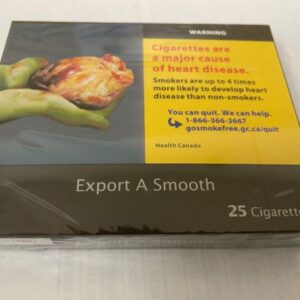 WARNING
Cigarettes are
a major cause
of heart disease.
Smokers are up to 4 times
more likely to develop heart
disease than non-smokers.
You can quit. We can help.
1-866-366-3667
gosmokefree.gc.ca/quit
Health Canada
Export A Smooth
25 Cigarette
Export A Smooth